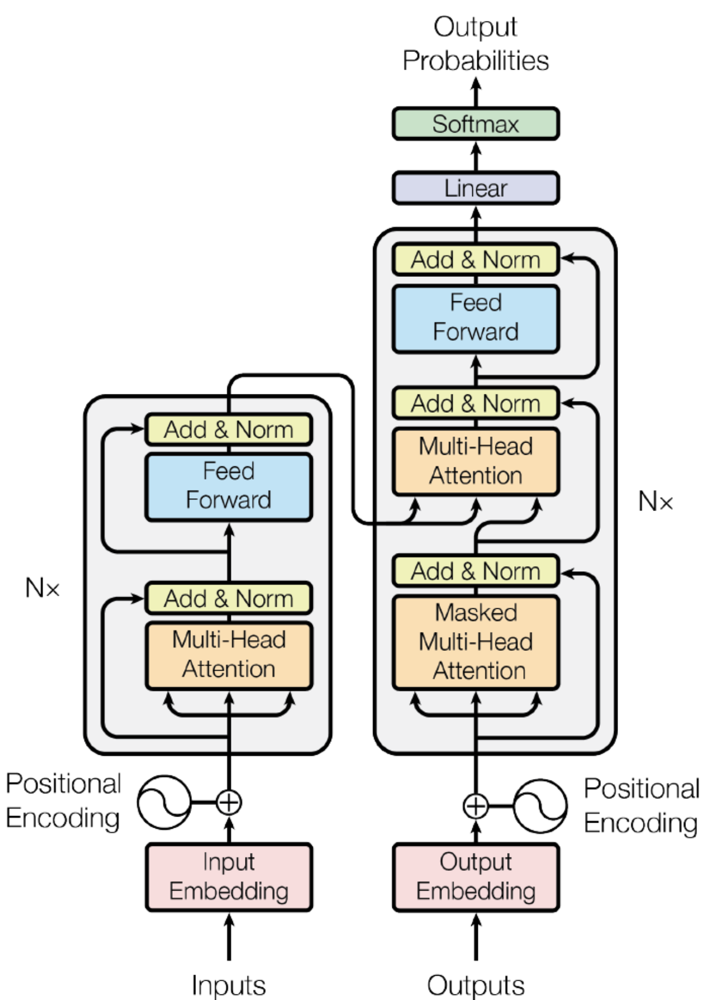 Output
Probabilities
Softmax
Linear
Add & Norm
Feed
Forward
Add & Norm
Multi-Head
Attention
Nx
Add & Norm
Masked
Multi-Head
Attention
Add & Norm
Feed
Forward
Nx
Add & Norm
Multi-Head
Attention
Positional
Encoding
Positional
Encoding
Input
Embedding
Output
Embedding
Inputs
Outputs